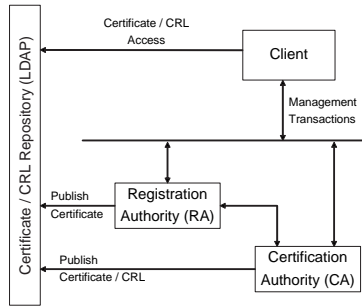 Certificate / CRL
Access
Client
Certificate / CRL Repository (LDAP)
Management
Transactions
Publish
Certificate
Registration
Authority (RA)
Publish
Certificate / CRL
Certification
Authority (CA)